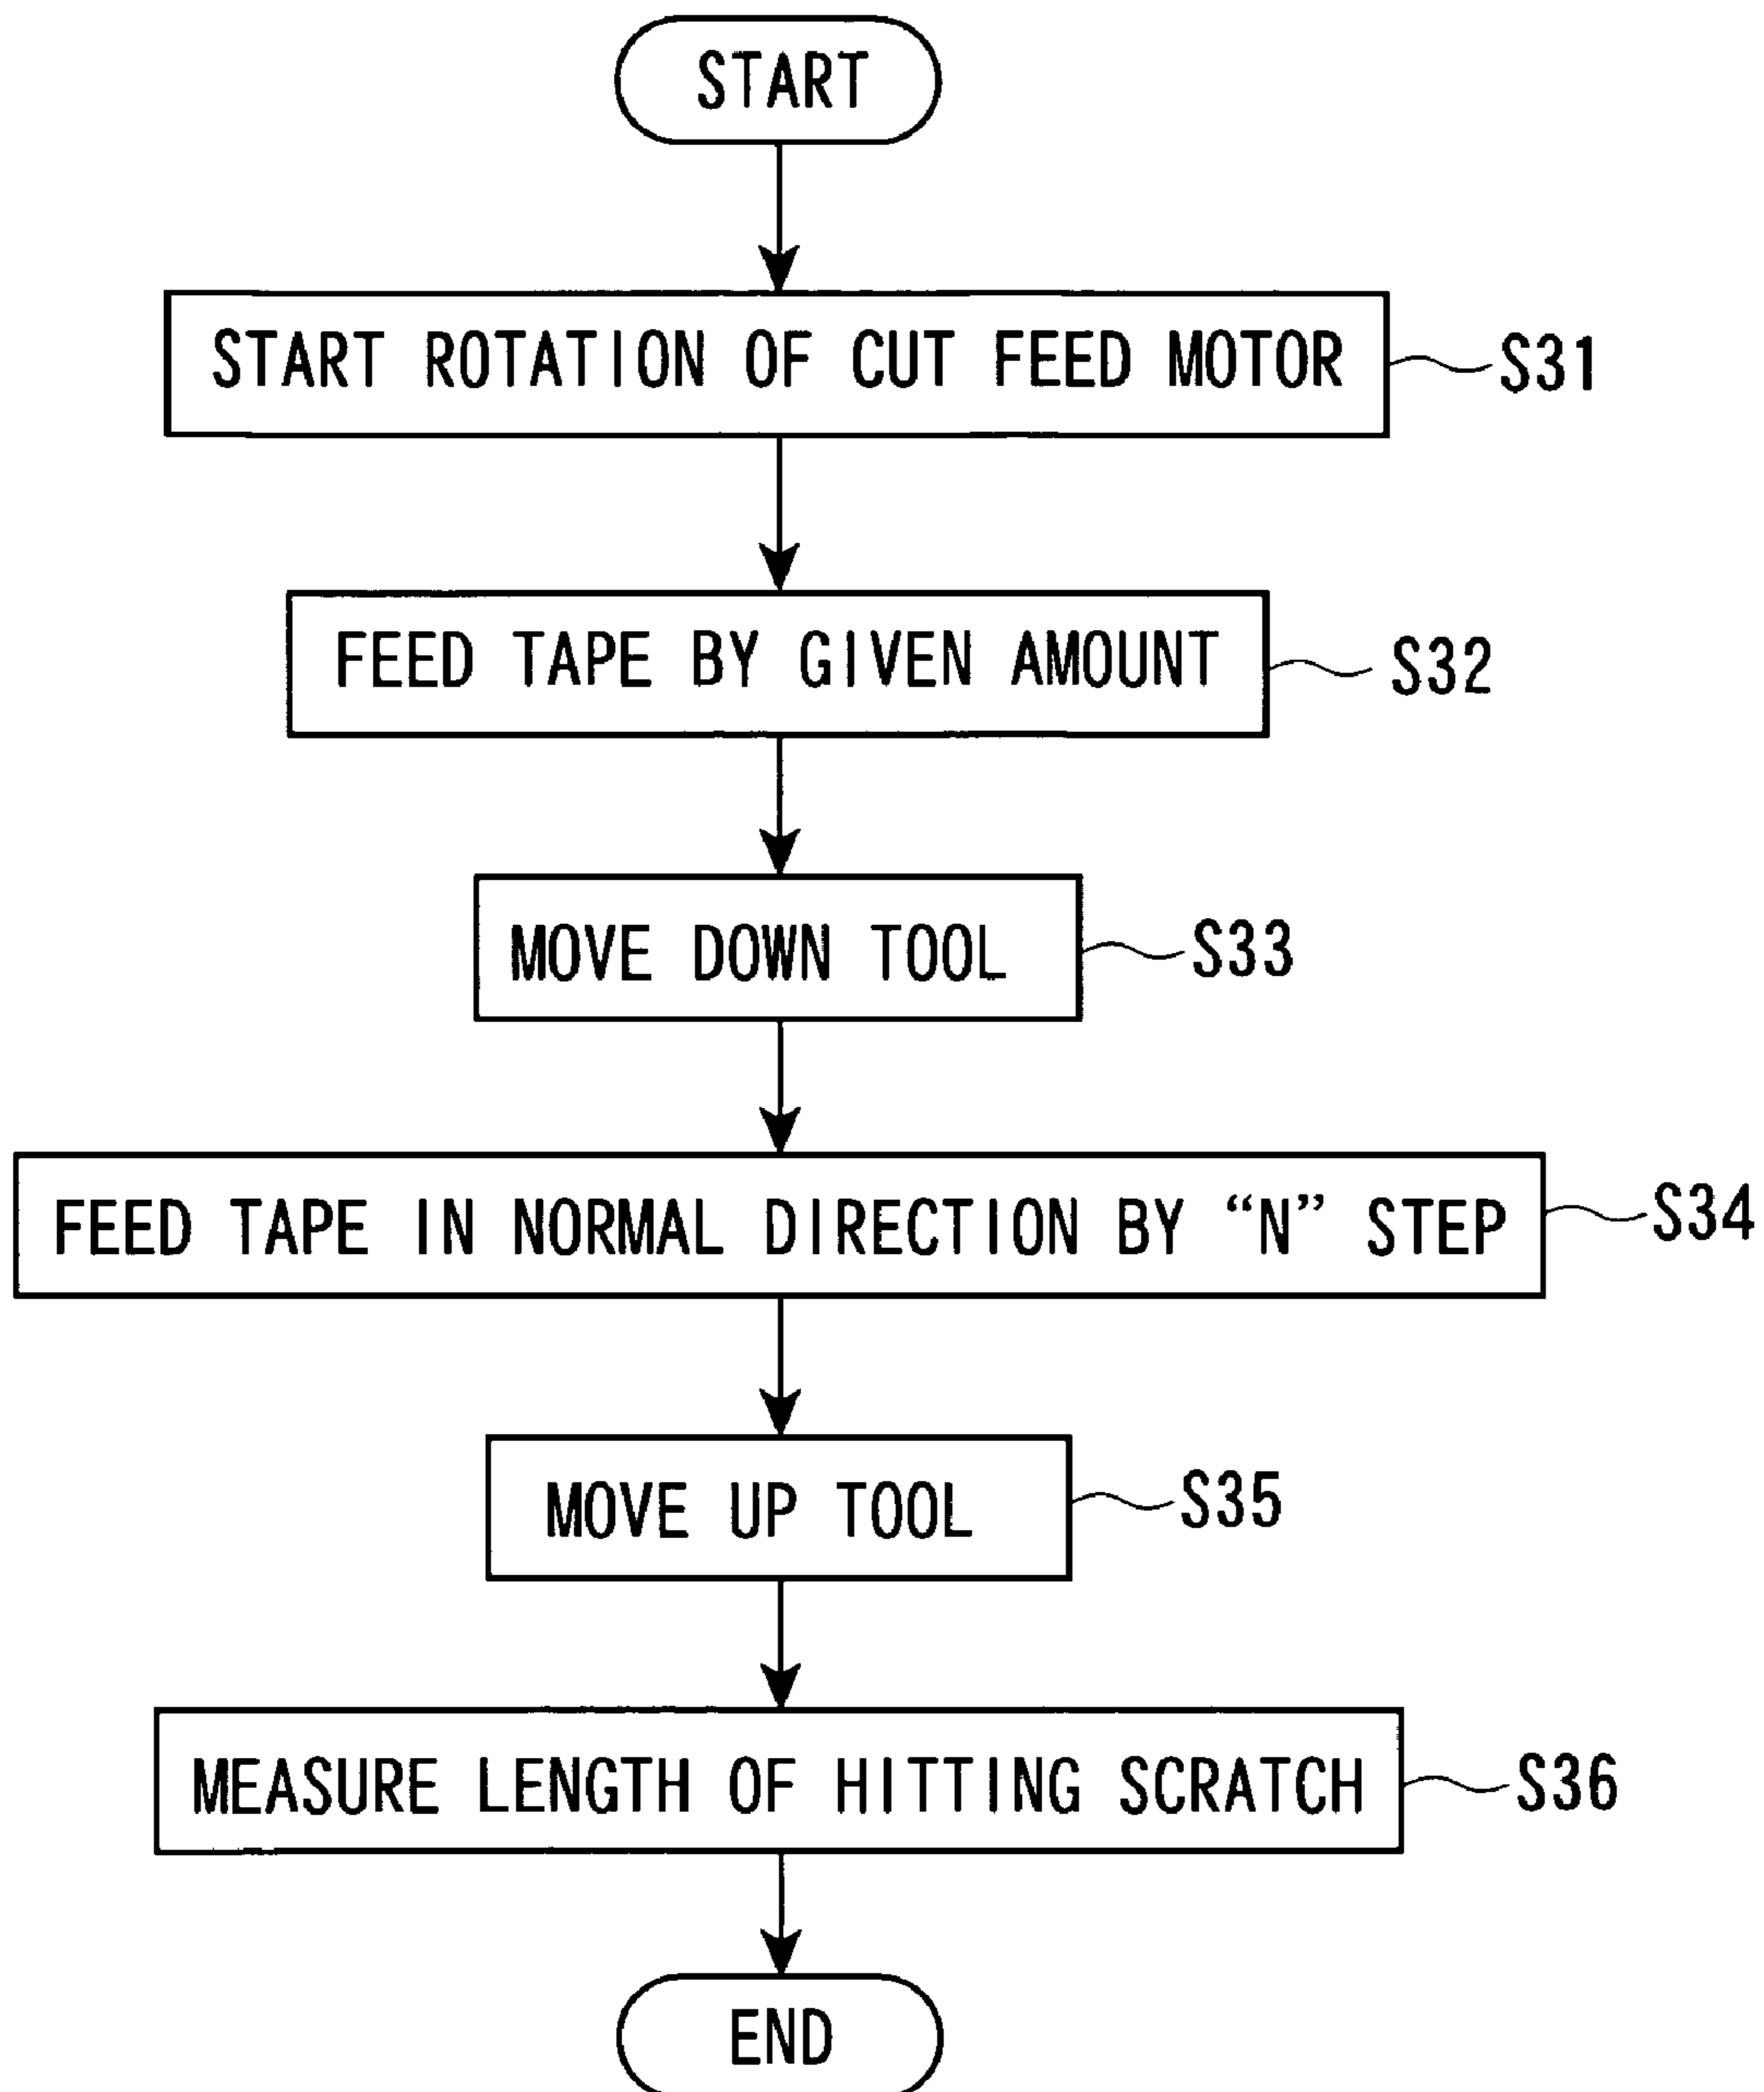 START
START ROTATION OF CUT FEED MOTOR
S31
FEED TAPE BY GIVEN AMOUNT
S32
MOVE DOWN TOOL
S33
FEED TAPE IN NORMAL DIRECTION BY “N” STEP
S34
MOVE UP TOOL
S35
MEASURE LENGTH OF HITTING SCRATCH
S36
END